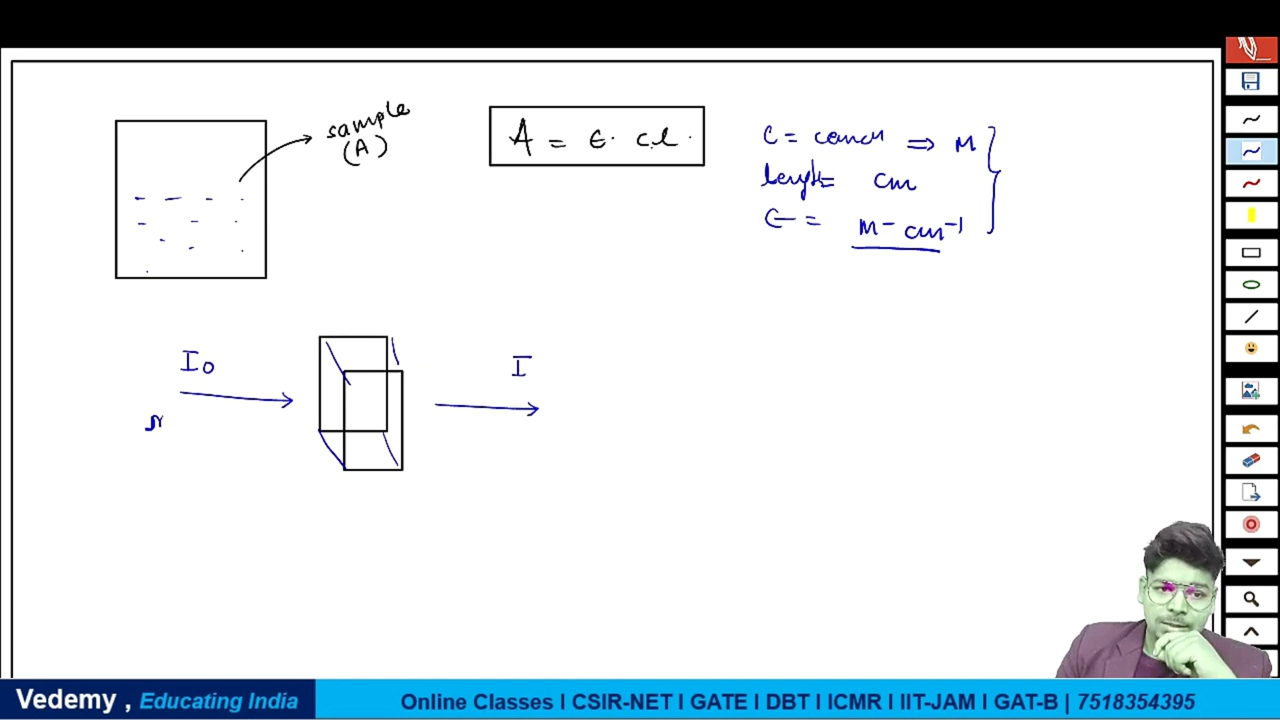 sample
(A)
A = ε. c.l.
C = concn ⇒ M
length = cm
ε = M⁻ cm⁻¹
I₀
I
Vedemy , Educating India
Online Classes I CSIR-NET I GATE I DBT I ICMR I IIT-JAM I GAT-B | 7518354395